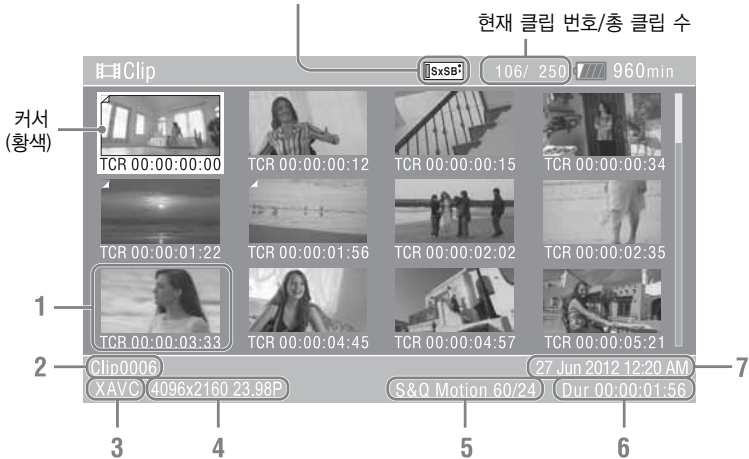 현재 클립 번호/총 클립 수
Clip
SxS B
106/ 250
960min
커서
(황색)
TCR 00:00:00:00
TCR 00:00:00:12
TCR 00:00:00:15
TCR 00:00:00:34
TCR 00:00:01:22
TCR 00:00:01:56
TCR 00:00:02:02
TCR 00:00:02:35
1
TCR 00:00:03:33
TCR 00:00:04:45
TCR 00:00:04:57
TCR 00:00:05:21
2
Clip0006
27 Jun 2012 12:20 AM
7
XAVC
4096x2160 23.98P
S&Q Motion 60/24
Dur 00:00:01:56
3
4
5
6